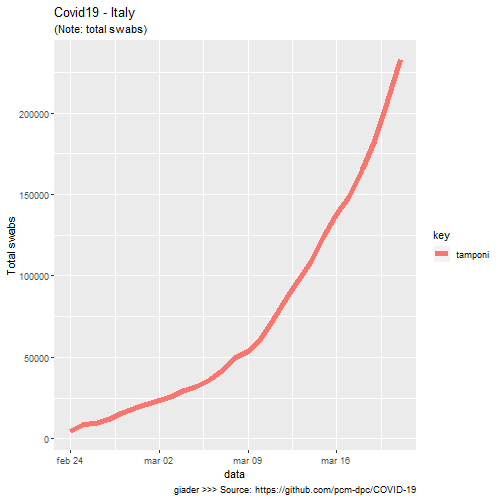 Covid19 - Italy
(Note: total swabs)
Total swabs
200000
150000
100000
50000
0
feb 24
mar 02
mar 09
mar 16
data
key
tamponi
giader >>> Source: https://github.com/pcm-dpc/COVID-19